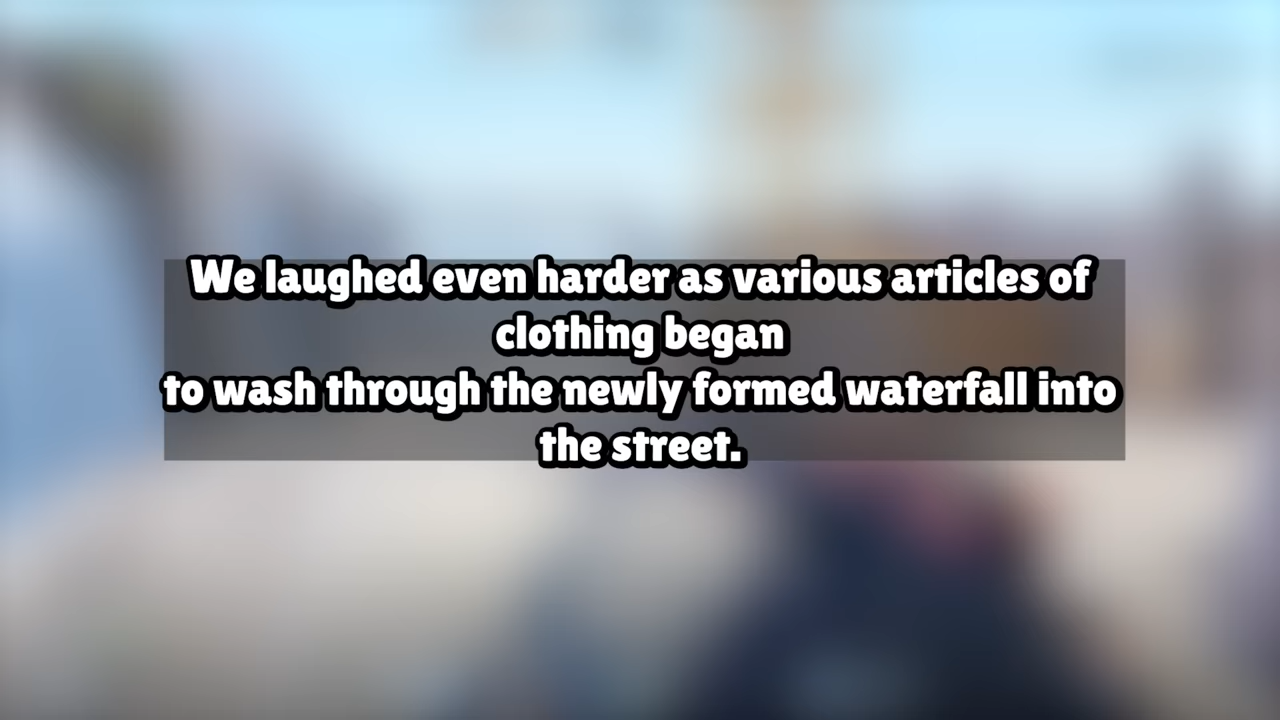 We laughed even harder as various articles of
clothing began
to wash through the newly formed waterfall into
the street.